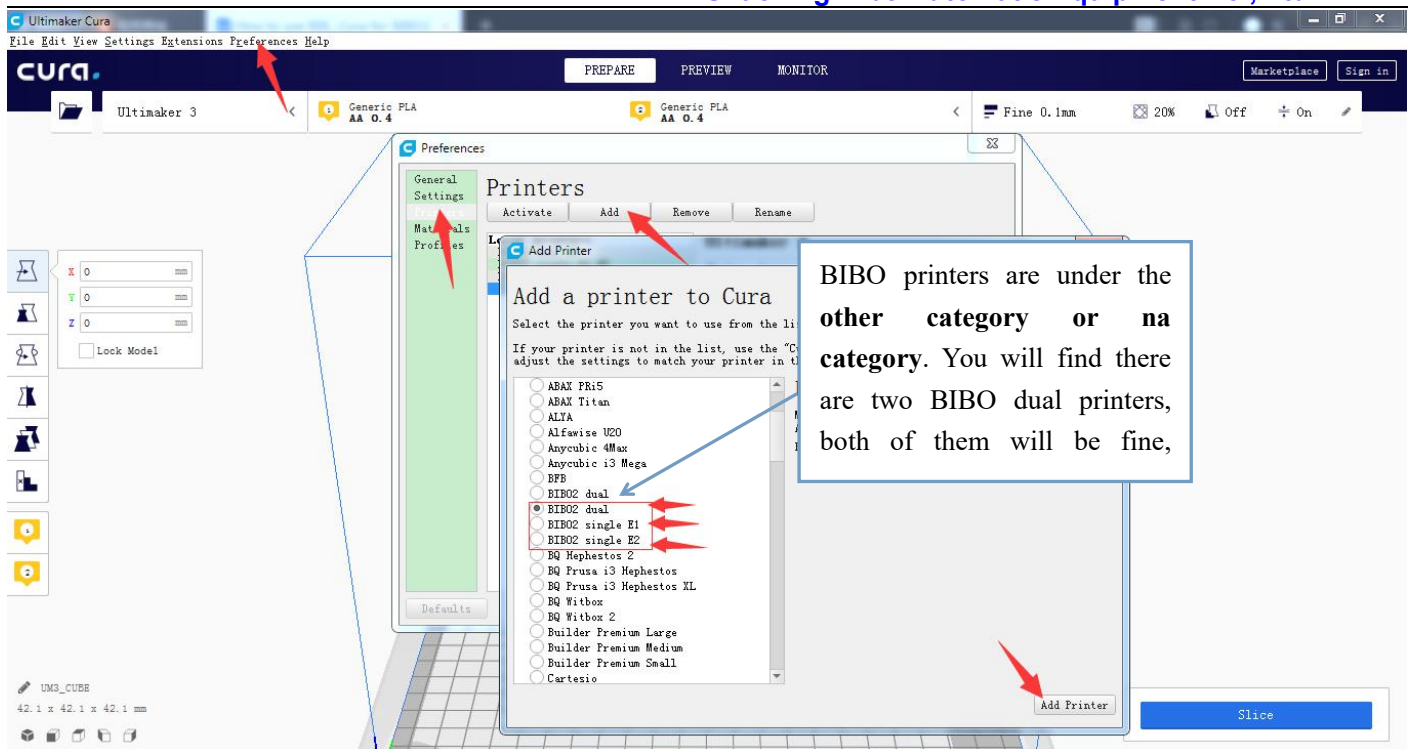 Ultimaker Cura
File Edit View Settings Extensions Preferences Help
cura.
PREPARE PREVIEW MONITOR
Marketplace Sign in
Ultimaker 3
1 Generic PLA
AA 0.4
2 Generic PLA
AA 0.4
Fine 0.1mm 20% Off On
Preferences
General
Settings
Materials
Profiles
Printers
Activate Add Remove Rename
X 0 mm
Y 0 mm
Z 0 mm
Lock Model
Add Printer
Add a printer to Cura
Select the printer you want to use from the li
If your printer is not in the list, use the "C
adjust the settings to match your printer in t
ABAX PRi5
ABAX Titan
ALYA
Alfawise U20
Anycubic 4Max
Anycubic i3 Mega
BFB
BIBO2 dual
BIBO2 dual
BIBO2 single E1
BIBO2 single E2
BQ Hephestos 2
BQ Prusa i3 Hephestos
BQ Prusa i3 Hephestos XL
BQ Witbox
BQ Witbox 2
Builder Premium Large
Builder Premium Medium
Builder Premium Small
Cartesio
BIBO printers are under the
other category or na
category. You will find there
are two BIBO dual printers,
both of them will be fine,
1
2
Defaults
Add Printer
UM3_CUBE
42.1 x 42.1 x 42.1 mm
Slice